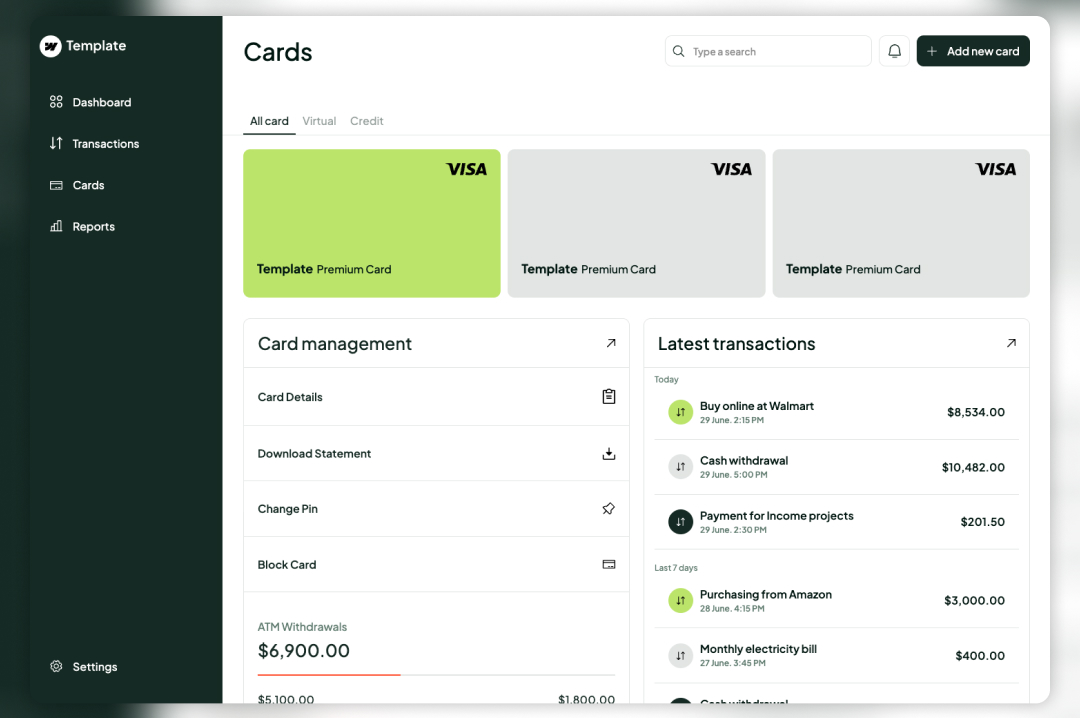 Template
Dashboard
Transactions
Cards
Reports
Settings
Cards
Type a search
Add new card
All card
Virtual
Credit
VISA
Template Premium Card
VISA
Template Premium Card
VISA
Template Premium Card
Card management
Card Details
Download Statement
Change Pin
Block Card
ATM Withdrawals
$6,900.00
$5,100.00
$1,800.00
Latest transactions
Today
Buy online at Walmart
29 June. 2:15 PM
$8,534.00
Cash withdrawal
29 June. 5:00 PM
$10,482.00
Payment for Income projects
29 June. 2:30 PM
$201.50
Last 7 days
Purchasing from Amazon
28 June. 4:15 PM
$3,000.00
Monthly electricity bill
27 June. 3:45 PM
$400.00
Cash withdrawal